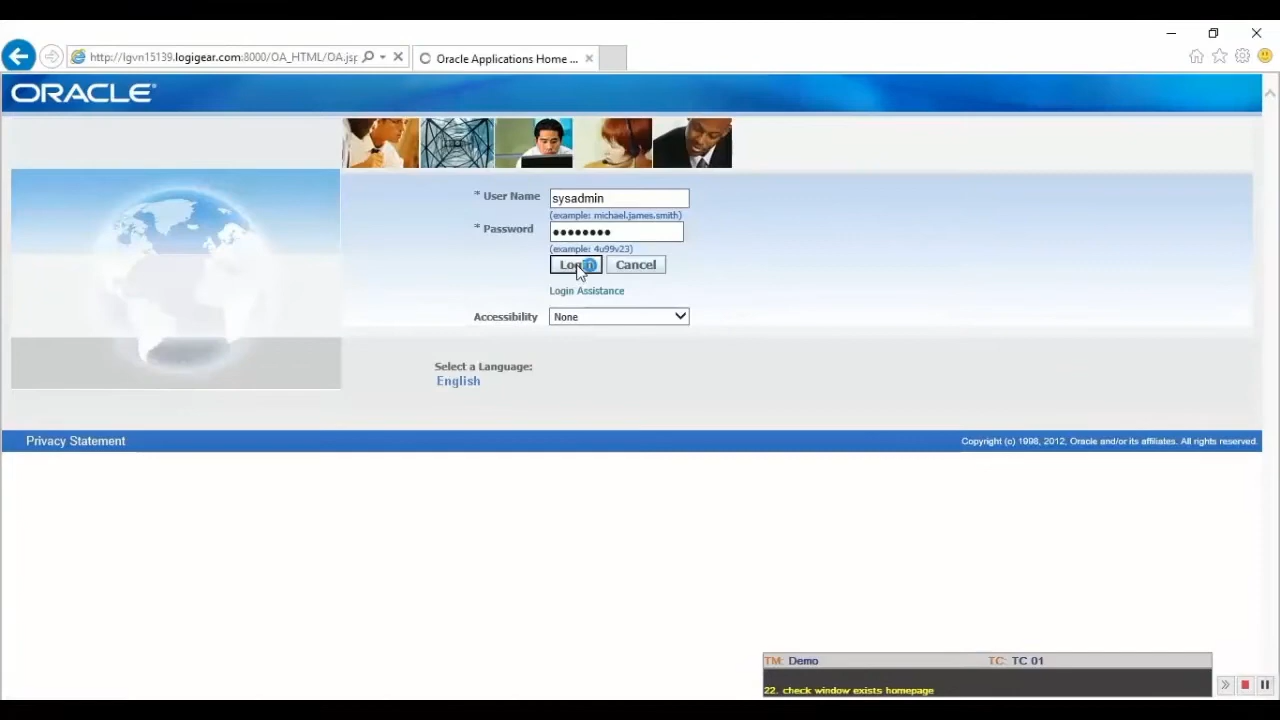 http://lgvn15139.logigear.com:8000/OA_HTML/OA.jsp
Oracle Applications Home ...
ORACLE
* User Name
sysadmin
(example: michael.james.smith)
* Password
(example: 4u99v23)
Login
Cancel
Login Assistance
Accessibility
None
Select a Language:
English
Privacy Statement
Copyright (c) 1998, 2012, Oracle and/or its affiliates. All rights reserved.
TM: Demo
TC: TC 01
22. check window exists homepage